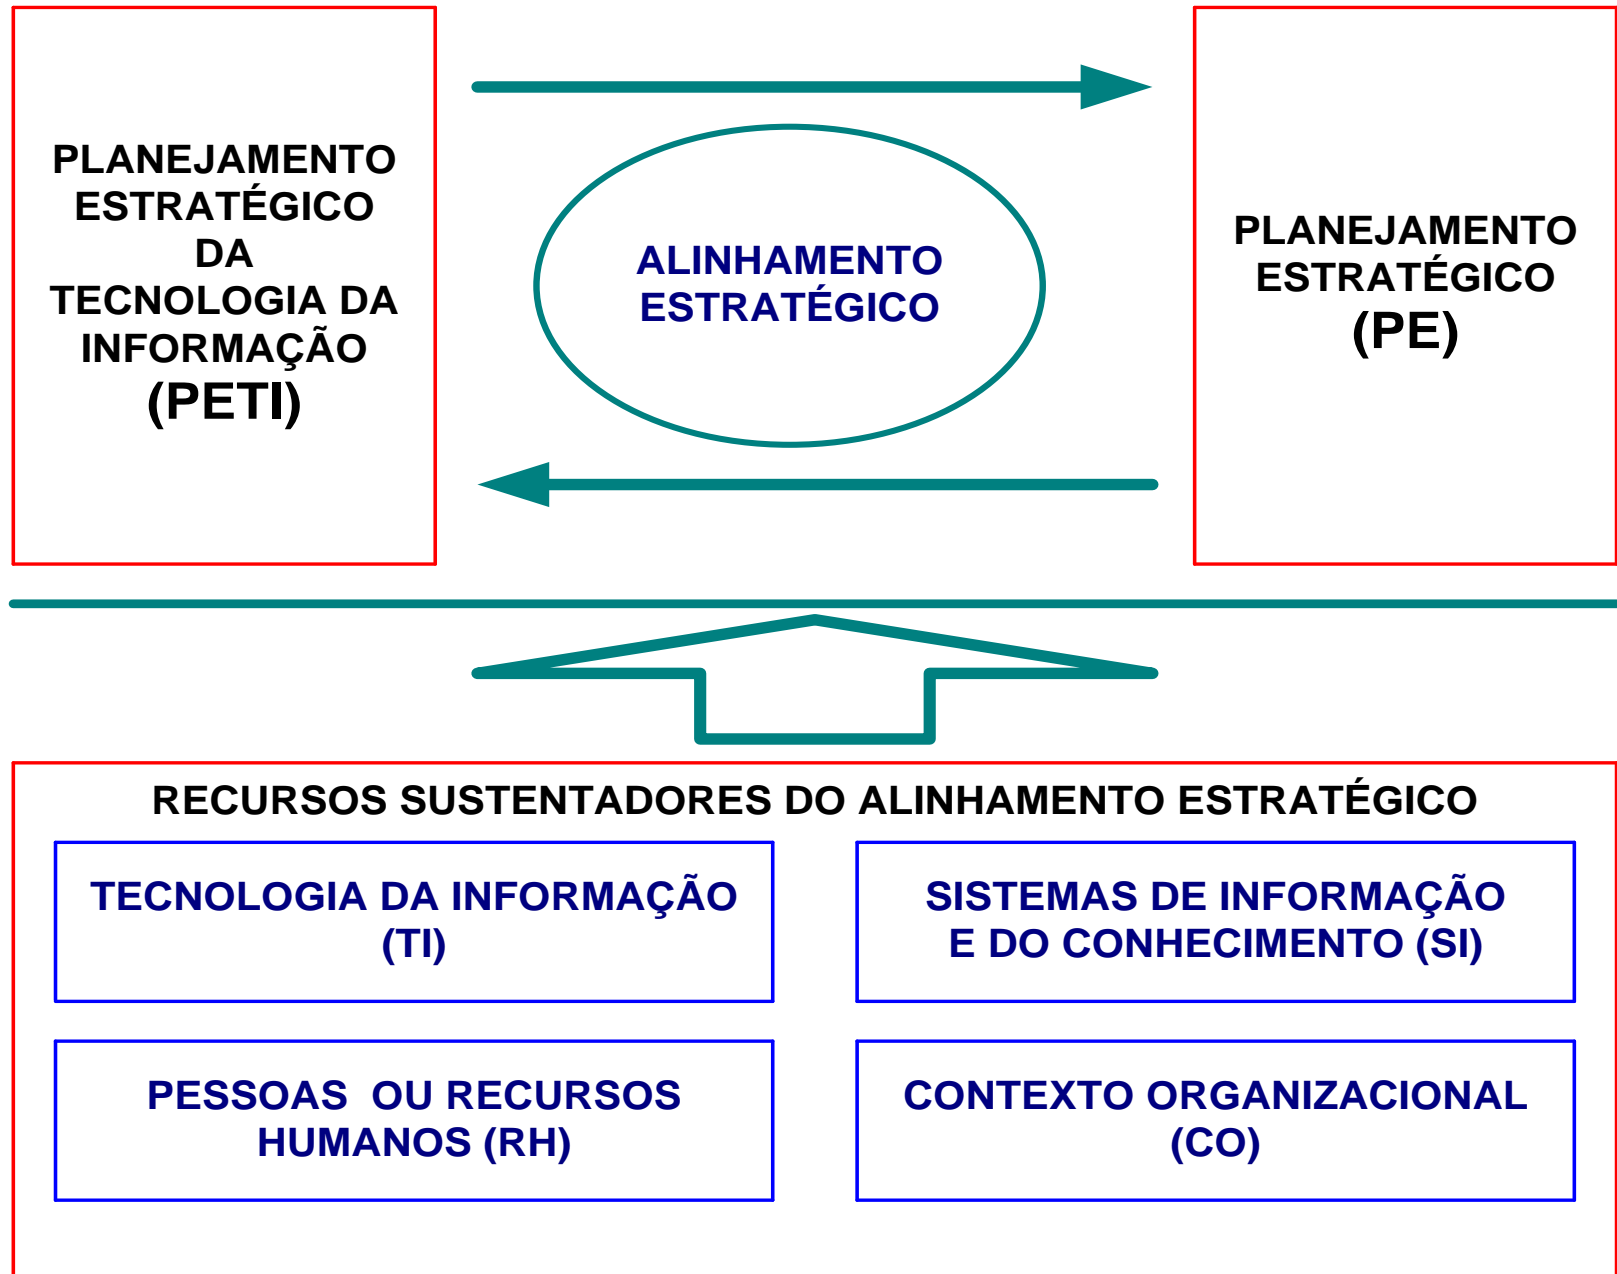 PLANEJAMENTO
ESTRATÉGICO
DA
TECNOLOGIA DA
INFORMAÇÃO
(PETI)
ALINHAMENTO
ESTRATÉGICO
PLANEJAMENTO
ESTRATÉGICO
(PE)
RECURSOS SUSTENTADORES DO ALINHAMENTO ESTRATÉGICO
TECNOLOGIA DA INFORMAÇÃO
(TI)
SISTEMAS DE INFORMAÇÃO
E DO CONHECIMENTO (SI)
PESSOAS OU RECURSOS
HUMANOS (RH)
CONTEXTO ORGANIZACIONAL
(CO)